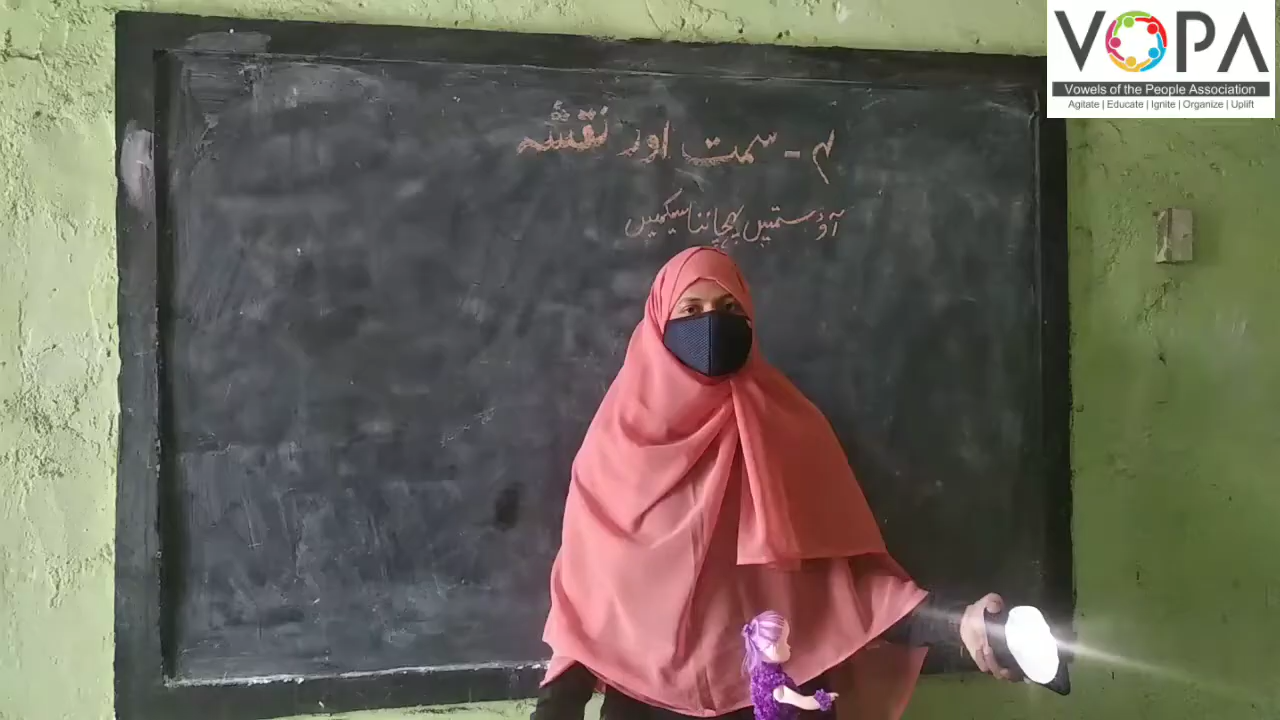 VOPA
Vowels of the People Association
Agitate | Educate | Ignite | Organize | Uplift
۴ - سمت اور نقشہ
آؤ سمتیں پہچاننا سیکھیں